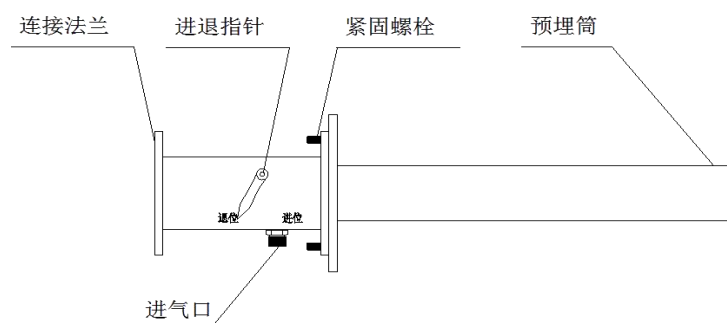 连接法兰
进退指针
紧固螺栓
预埋筒
退位
进位
进气口